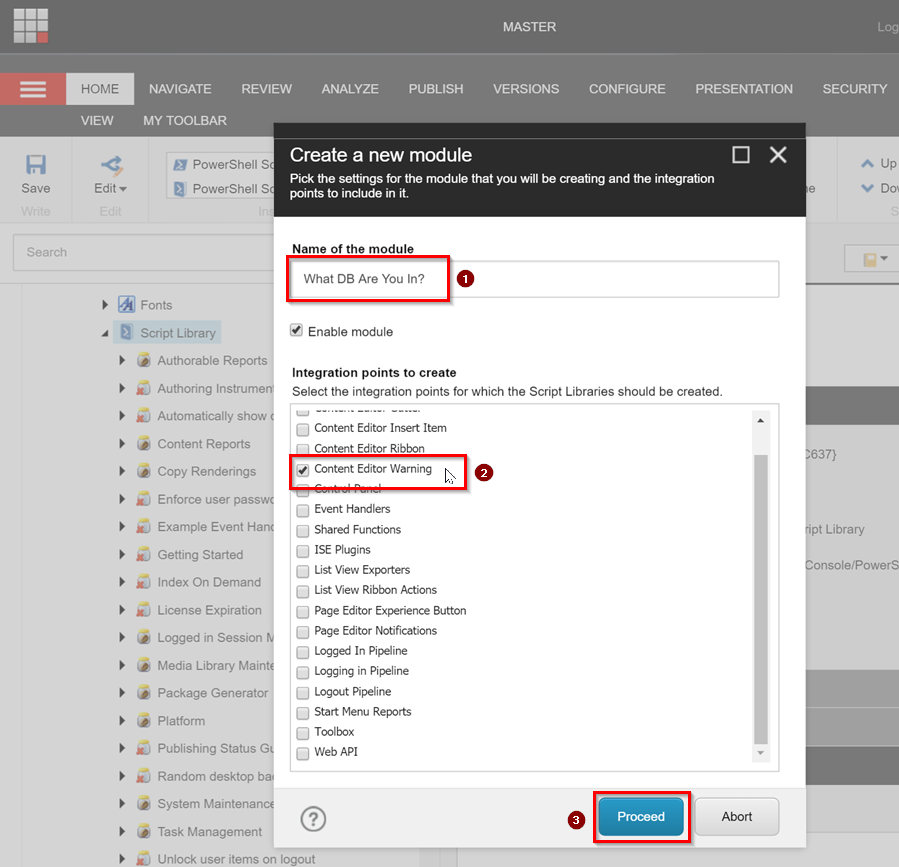 MASTER
Log
HOME NAVIGATE REVIEW ANALYZE PUBLISH VERSIONS CONFIGURE PRESENTATION SECURITY
VIEW MY TOOLBAR
Save
Write
Edit
Edit
PowerShell
PowerShell
Up
Search
Fonts
Script Library
Authorable Reports
Authoring
Automatically show
Content Reports
Copy Renderings
Enforce user
Example Event
Getting Started
Index On Demand
License Expiration
Logged in Session
Media Library
Package Generator
Platform
Publishing Status
Random desktop
System Maintenance
Task Management
Unlock user items on logout
Create a new module
Pick the settings for the module that you will be creating and the integration
points to include in it.
Name of the module
What DB Are You In?
1
Enable module
Integration points to create
Select the integration points for which the Script Libraries should be created.
Content Editor Gutter
Content Editor Insert Item
Content Editor Ribbon
Content Editor Warning
2
Control Panel
Event Handlers
Shared Functions
ISE Plugins
List View Exporters
List View Ribbon Actions
Page Editor Experience Button
Page Editor Notifications
Logged In Pipeline
Logging in Pipeline
Logout Pipeline
Start Menu Reports
Toolbox
Web API
?
3
Proceed
Abort
C637}
ript Library
Console/PowerS